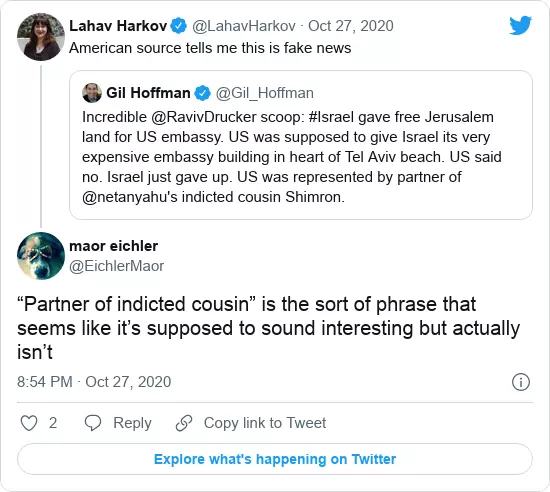 Lahav Harkov @LahavHarkov · Oct 27, 2020
American source tells me this is fake news
Gil Hoffman @Gil_Hoffman
Incredible @RavivDrucker scoop: #Israel gave free Jerusalem
land for US embassy. US was supposed to give Israel its very
expensive embassy building in heart of Tel Aviv beach. US said
no. Israel just gave up. US was represented by partner of
@netanyahu's indicted cousin Shimron.
maor eichler
@EichlerMaor
“Partner of indicted cousin” is the sort of phrase that
seems like it’s supposed to sound interesting but actually
isn’t
8:54 PM · Oct 27, 2020
2 Reply Copy link to Tweet
Explore what's happening on Twitter